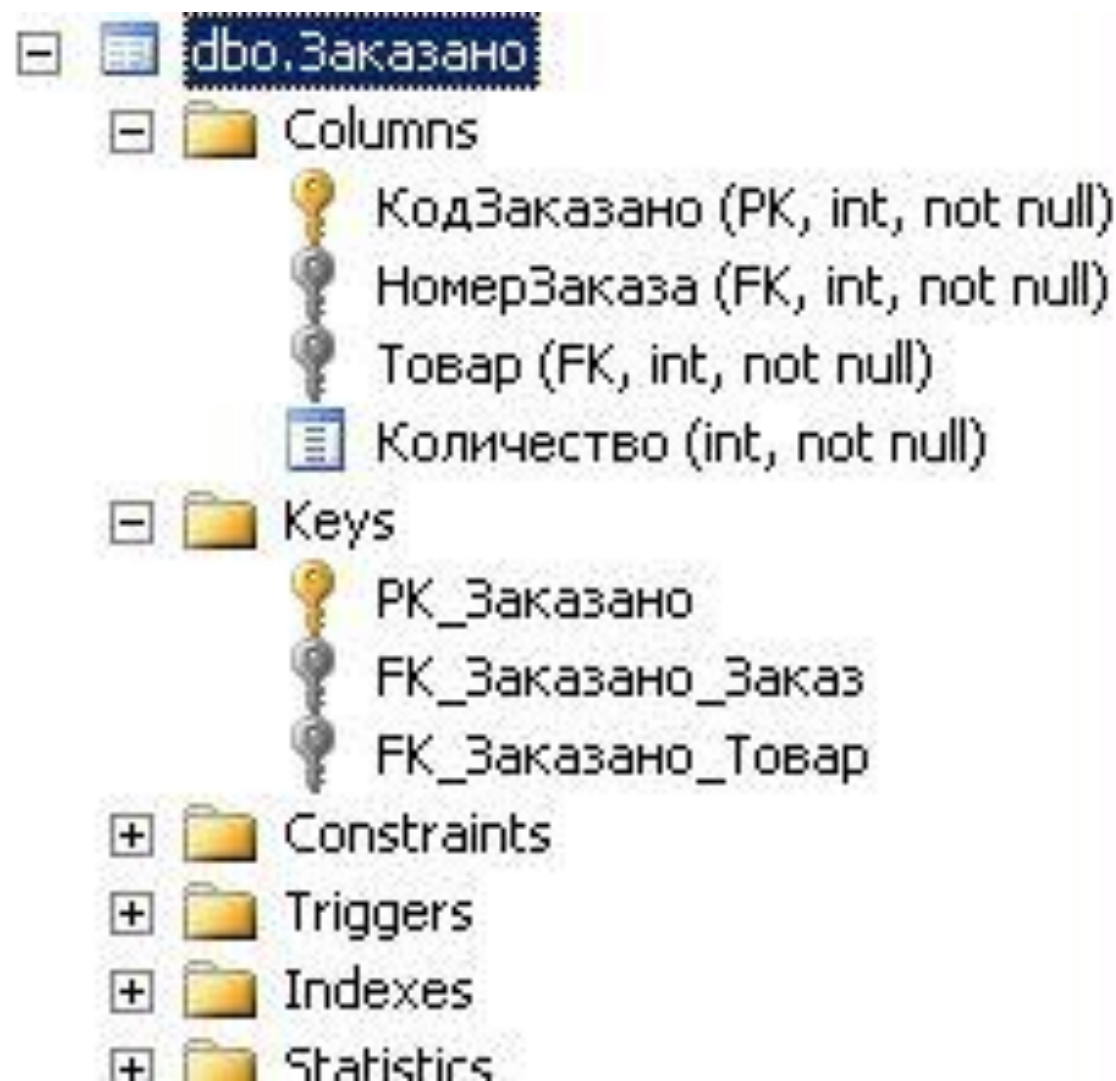 dbo.Заказано
Columns
КодЗаказано (PK, int, not null)
НомерЗаказа (FK, int, not null)
Товар (FK, int, not null)
Количество (int, not null)
Keys
PK_Заказано
FK_Заказано_Заказ
FK_Заказано_Товар
Constraints
Triggers
Indexes
Statistics